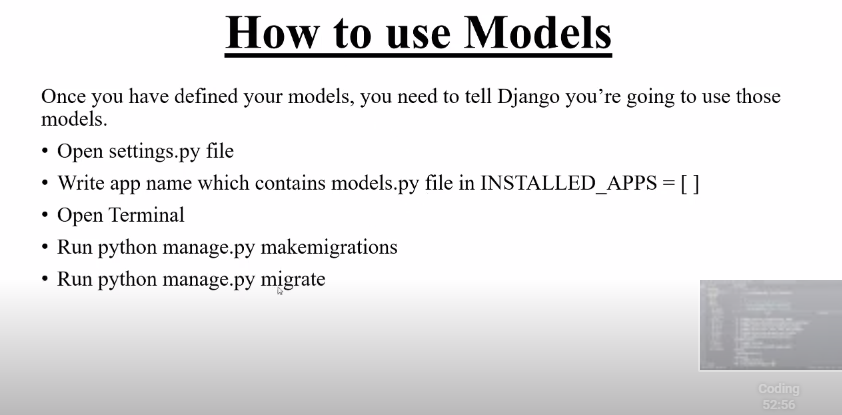 How to use Models
Once you have defined your models, you need to tell Django you’re going to use those
models.
• Open settings.py file
• Write app name which contains models.py file in INSTALLED_APPS = [ ]
• Open Terminal
• Run python manage.py makemigrations
• Run python manage.py migrate
Coding
52:56